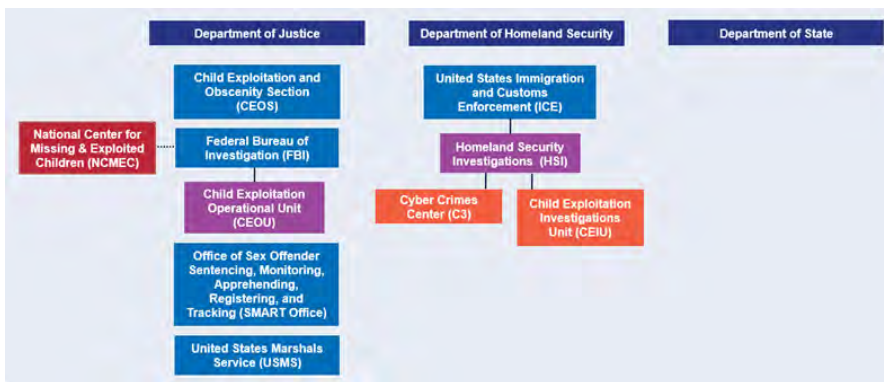 Department of Justice
Department of Homeland Security
Department of State
Child Exploitation and
Obscenity Section
(CEOS)
United States Immigration
and Customs
Enforcement (ICE)
National Center for
Missing & Exploited
Children (NCMEC)
Federal Bureau of
Investigation (FBI)
Homeland Security
Investigations (HSI)
Child Exploitation
Operational Unit
(CEOU)
Cyber Crimes
Center (C3)
Child Exploitation
Investigations
Unit (CEIU)
Office of Sex Offender
Sentencing, Monitoring,
Apprehending,
Registering, and
Tracking (SMART Office)
United States Marshals
Service (USMS)